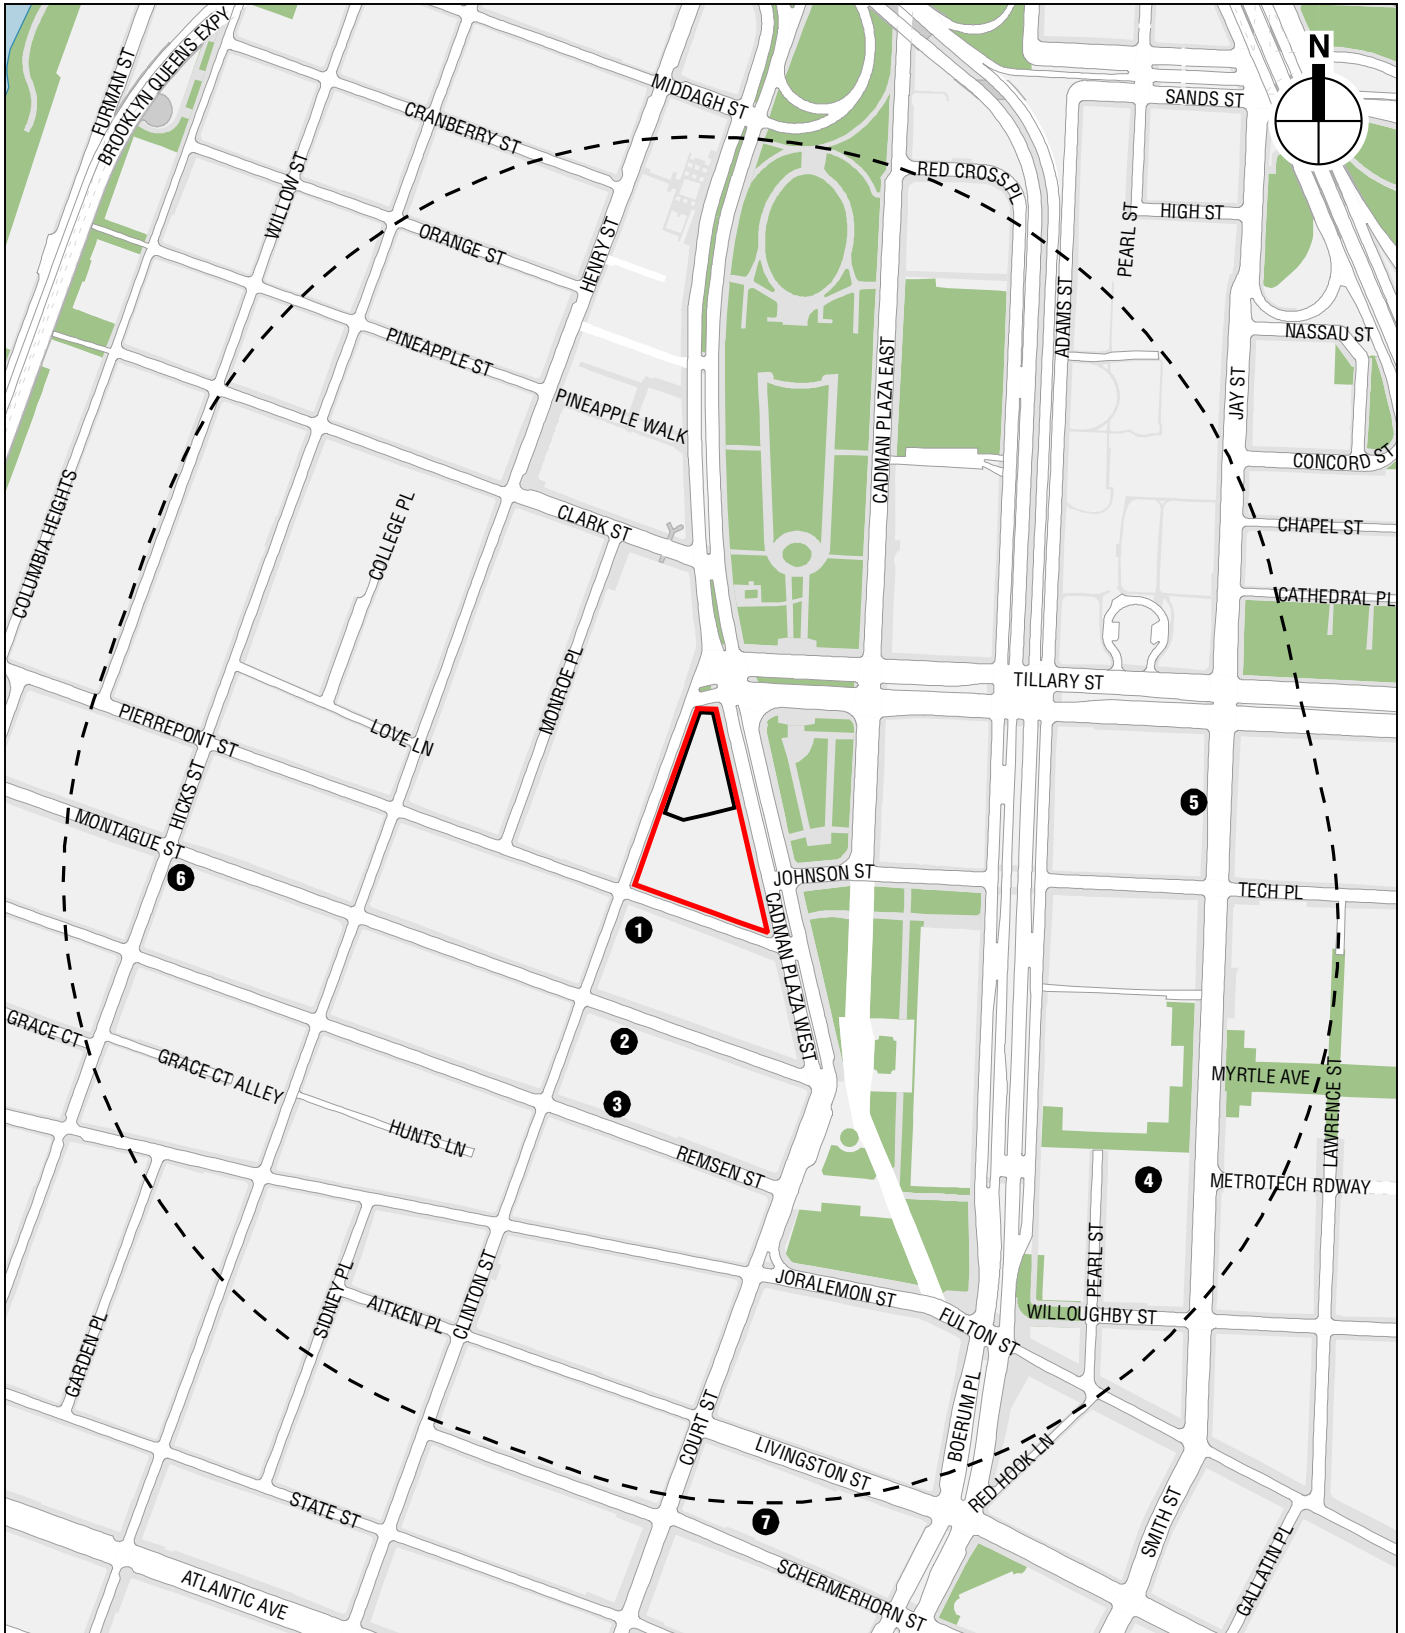 N
FURMAN ST
BROOKLYN QUEENS EXPY
MIDDAGH ST
SANDS ST
CRANBERRY ST
WILLOW ST
RED CROSS PL
HIGH ST
PEARL ST
ORANGE ST
HENRY ST
ADAMS ST
NASSAU ST
PINEAPPLE ST
CADMAN PLAZA EAST
JAY ST
PINEAPPLE WALK
CONCORD ST
COLUMBIA HEIGHTS
COLLEGE PL
CLARK ST
CHAPEL ST
CATHEDRAL PL
MONROE PL
TILLARY ST
PIERREPONT ST
LOVE LN
HICKS ST
5
MONTAGUE ST
6
JOHNSON ST
TECH PL
1
CADMAN PLAZA WEST
GRACE CT
2
GRACE CT ALLEY
MYRTLE AVE
LAWRENCE ST
3
HUNTS LN
REMSEN ST
4
METROTECH RDWAY
PEARL ST
SIDNEY PL
CLINTON ST
JORALEMON ST
AITKEN PL
WILLOUGHBY ST
FULTON ST
GARDEN PL
COURT ST
BOERUM PL
LIVINGSTON ST
RED HOOK LN
STATE ST
7
SMITH ST
GALLATIN PL
SCHERMERHORN ST
ATLANTIC AVE